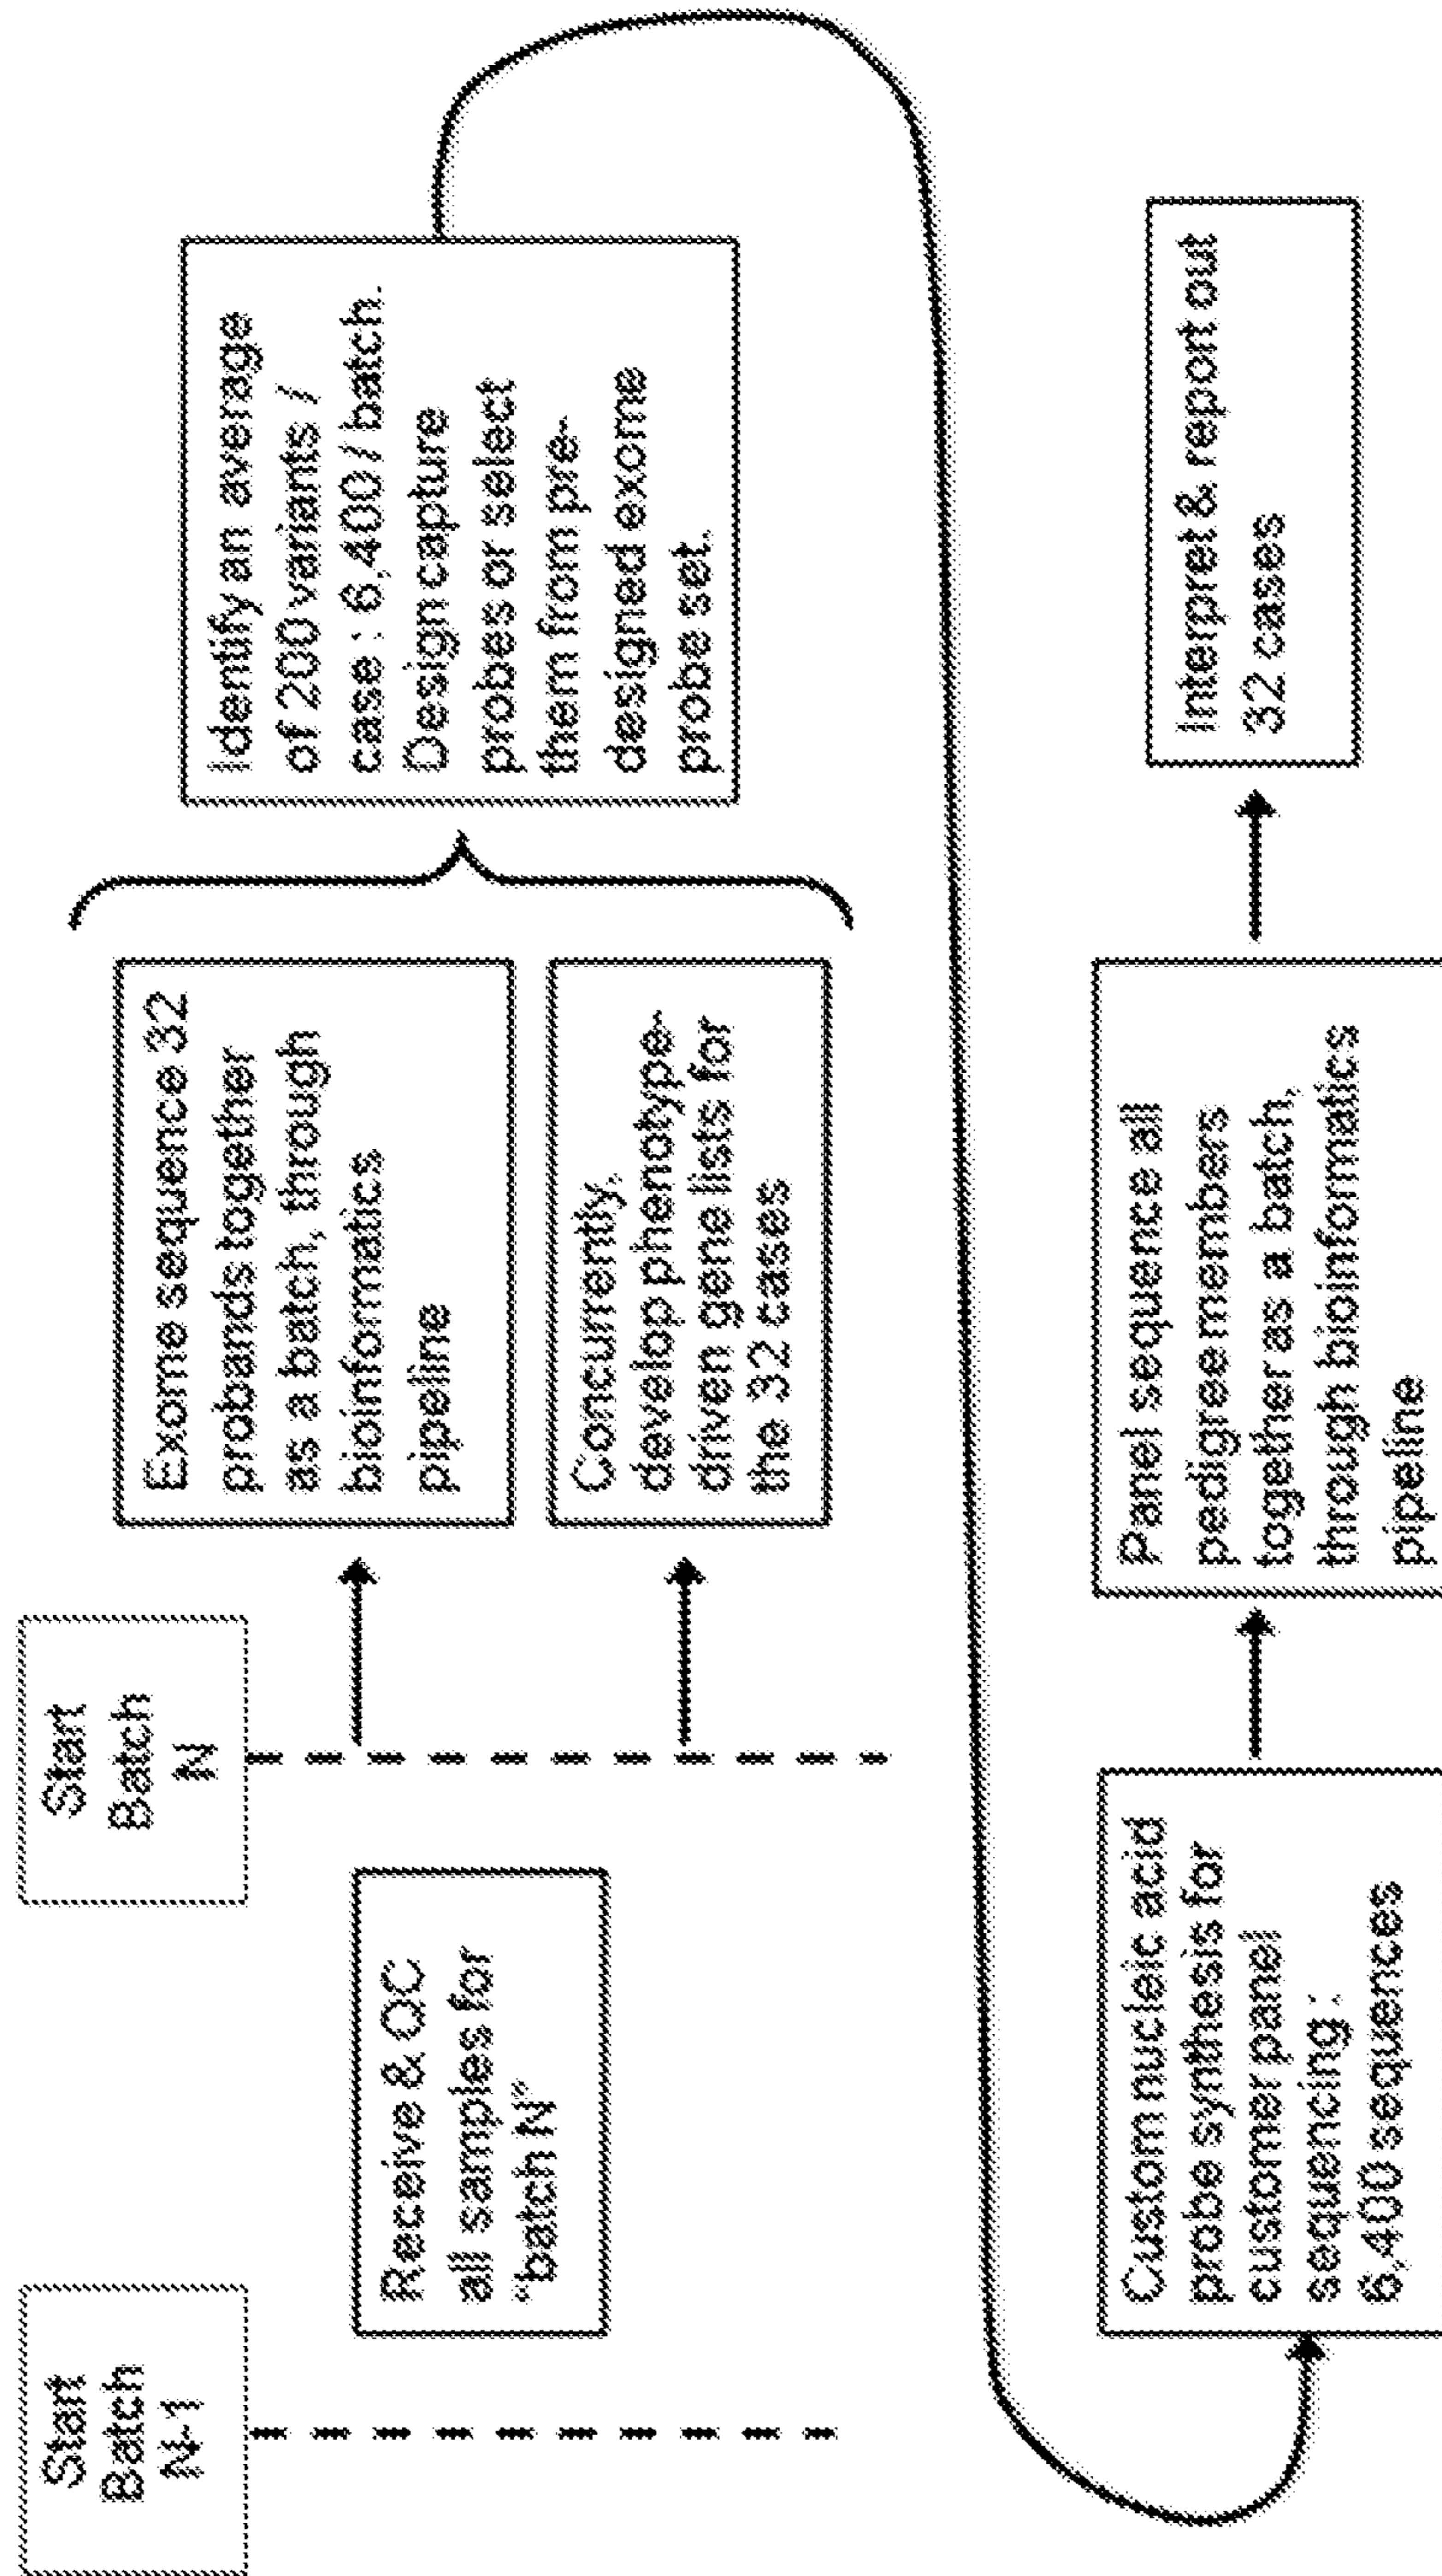 Start
Batch
N-1
Receive & QC
all samples for
"batch N"
Start
Batch
N
Exome sequence 32
probands together
as a batch, through
bioinformatics
pipeline
Concurrently,
develop phenotype-
driven gene lists for
the 32 cases
Identify an average
of 200 variants /
case : 6,400 / batch.
Design capture
probes or select
them from pre-
designed exome
probe set.
Custom nucleic acid
probe synthesis for
customer panel
sequencing :
6,400 sequences
Panel sequence all
pedigree members
together as a batch,
through bioinformatics
pipeline
Interpret & report out
32 cases